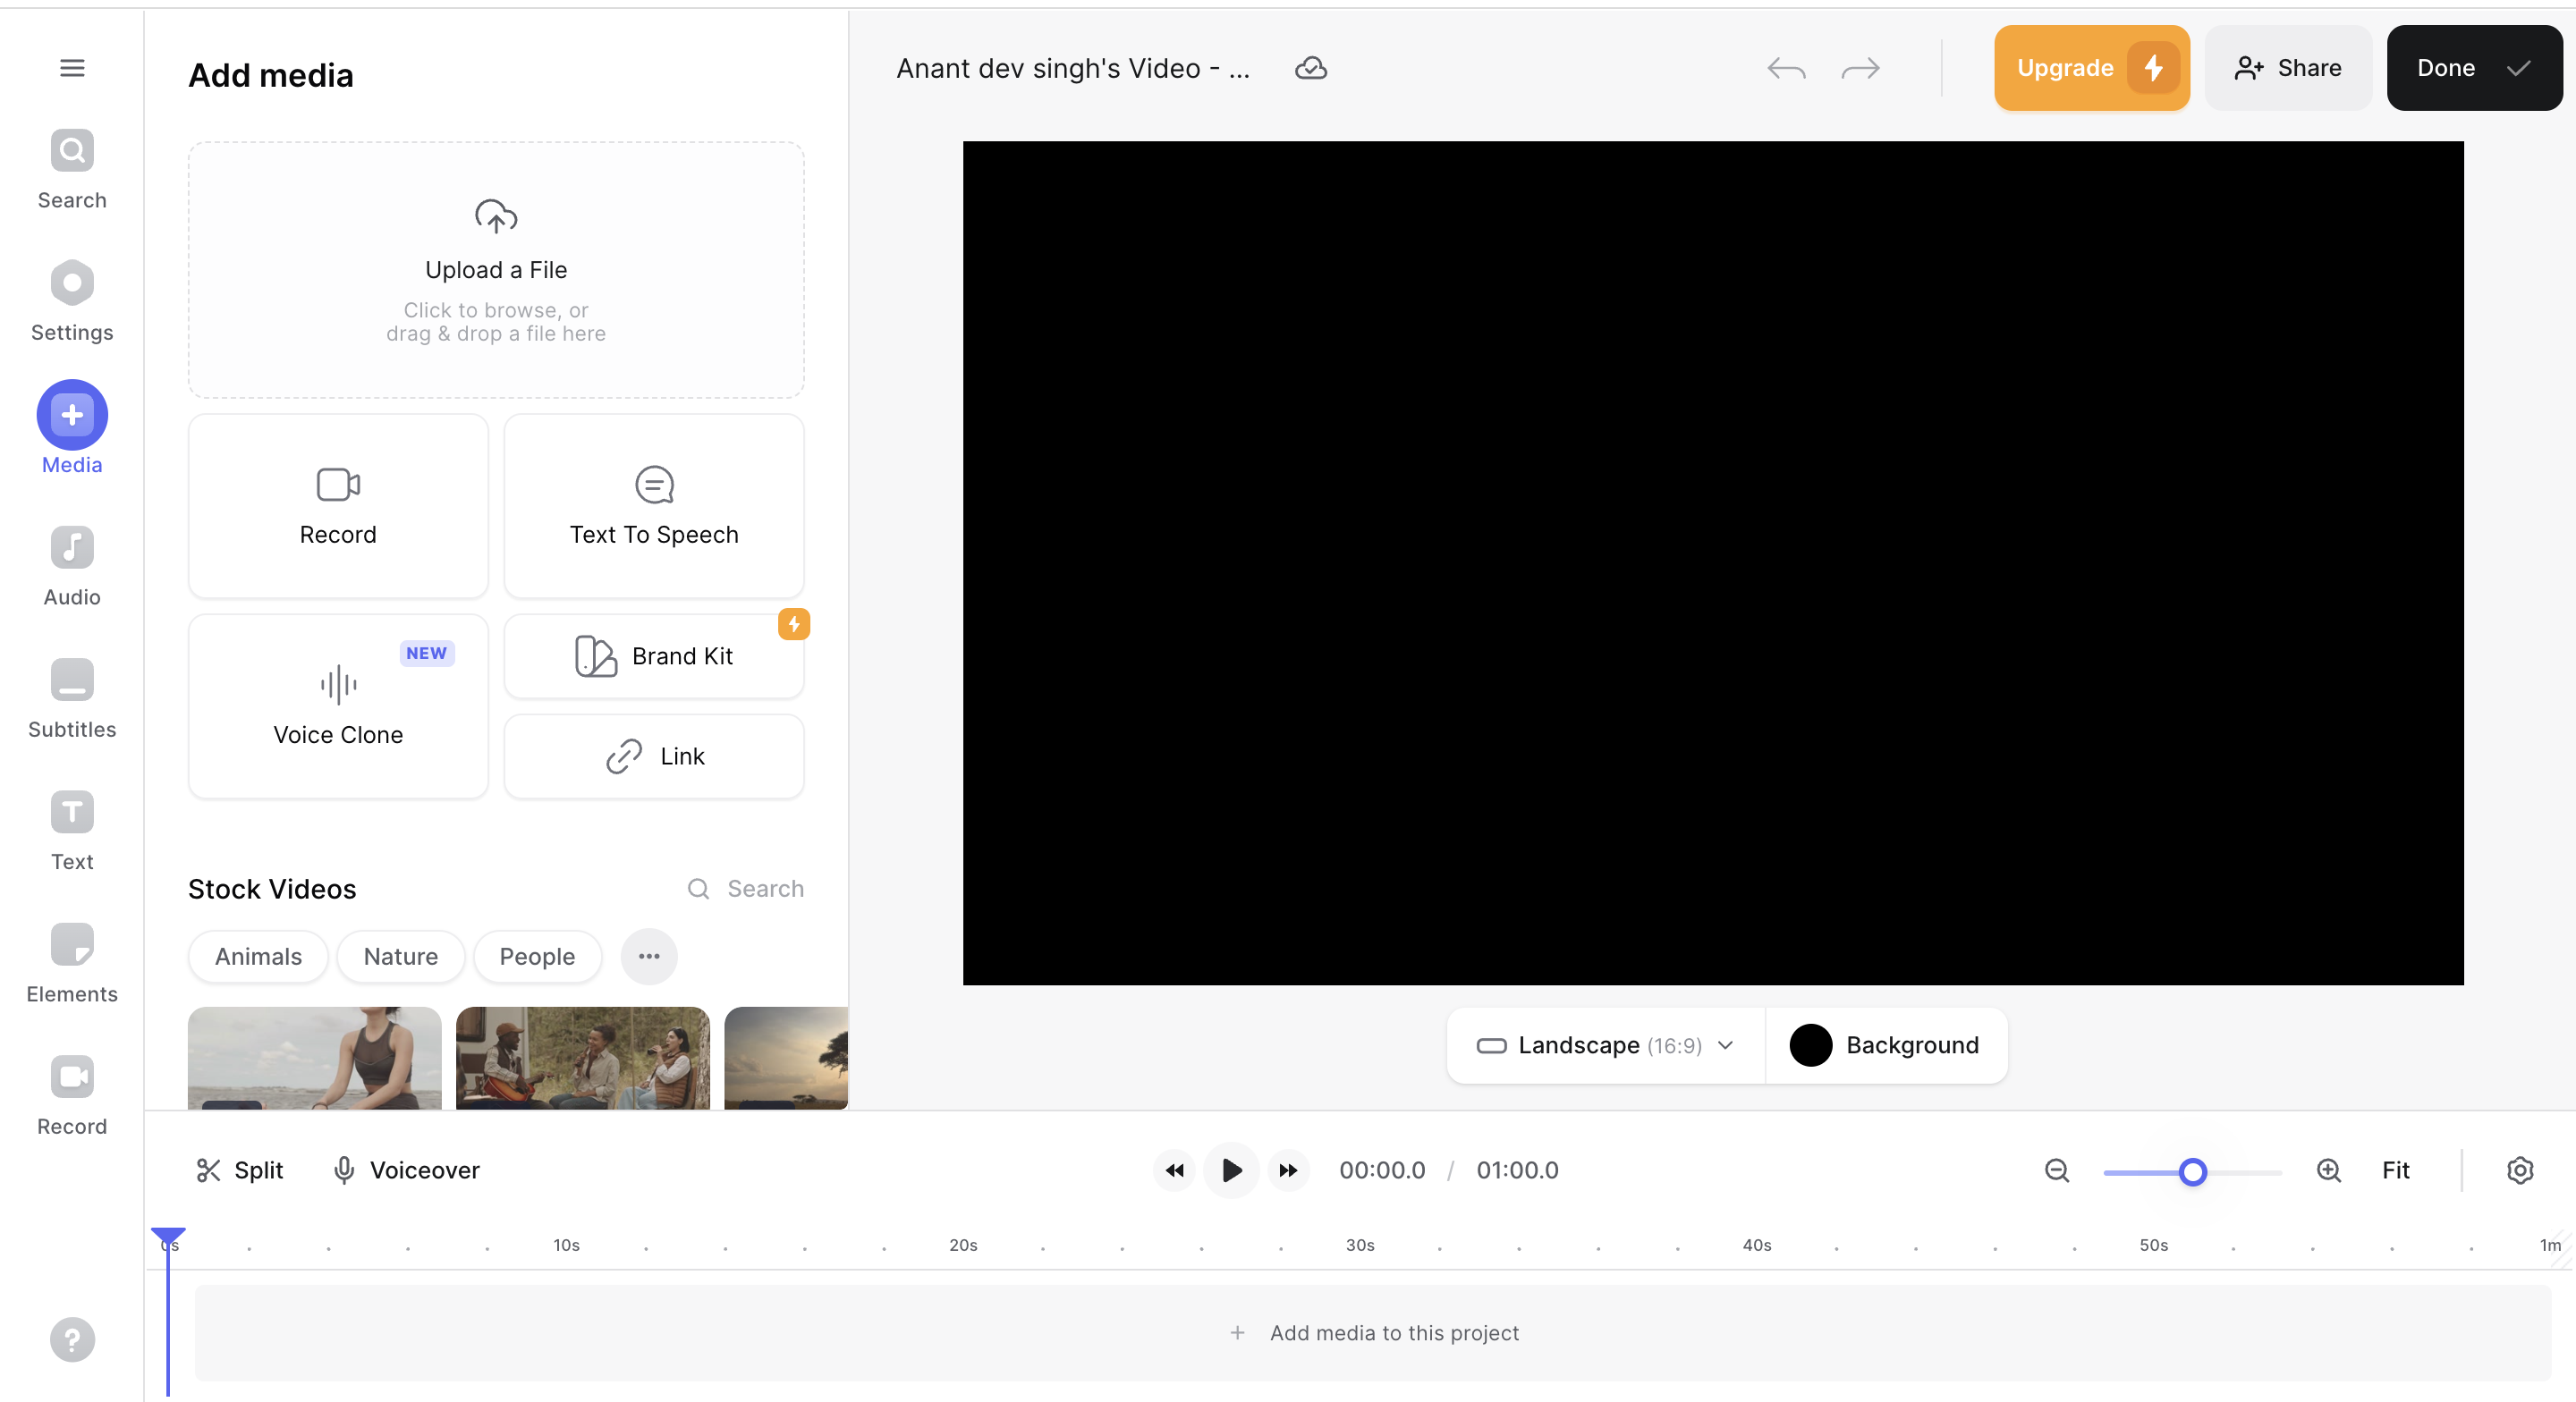 Search
Settings
Media
Audio
Subtitles
Text
Elements
Record
Add media
Upload a File
Click to browse, or
drag & drop a file here
Record
Text To Speech
NEW
Voice Clone
Brand Kit
Link
Stock Videos
Search
Animals
Nature
People
Anant dev singh's Video - ...
Upgrade
Share
Done
Landscape (16:9)
Background
Split
Voiceover
00:00.0 / 01:00.0
Fit
0s 10s 20s 30s 40s 50s 1m
+ Add media to this project